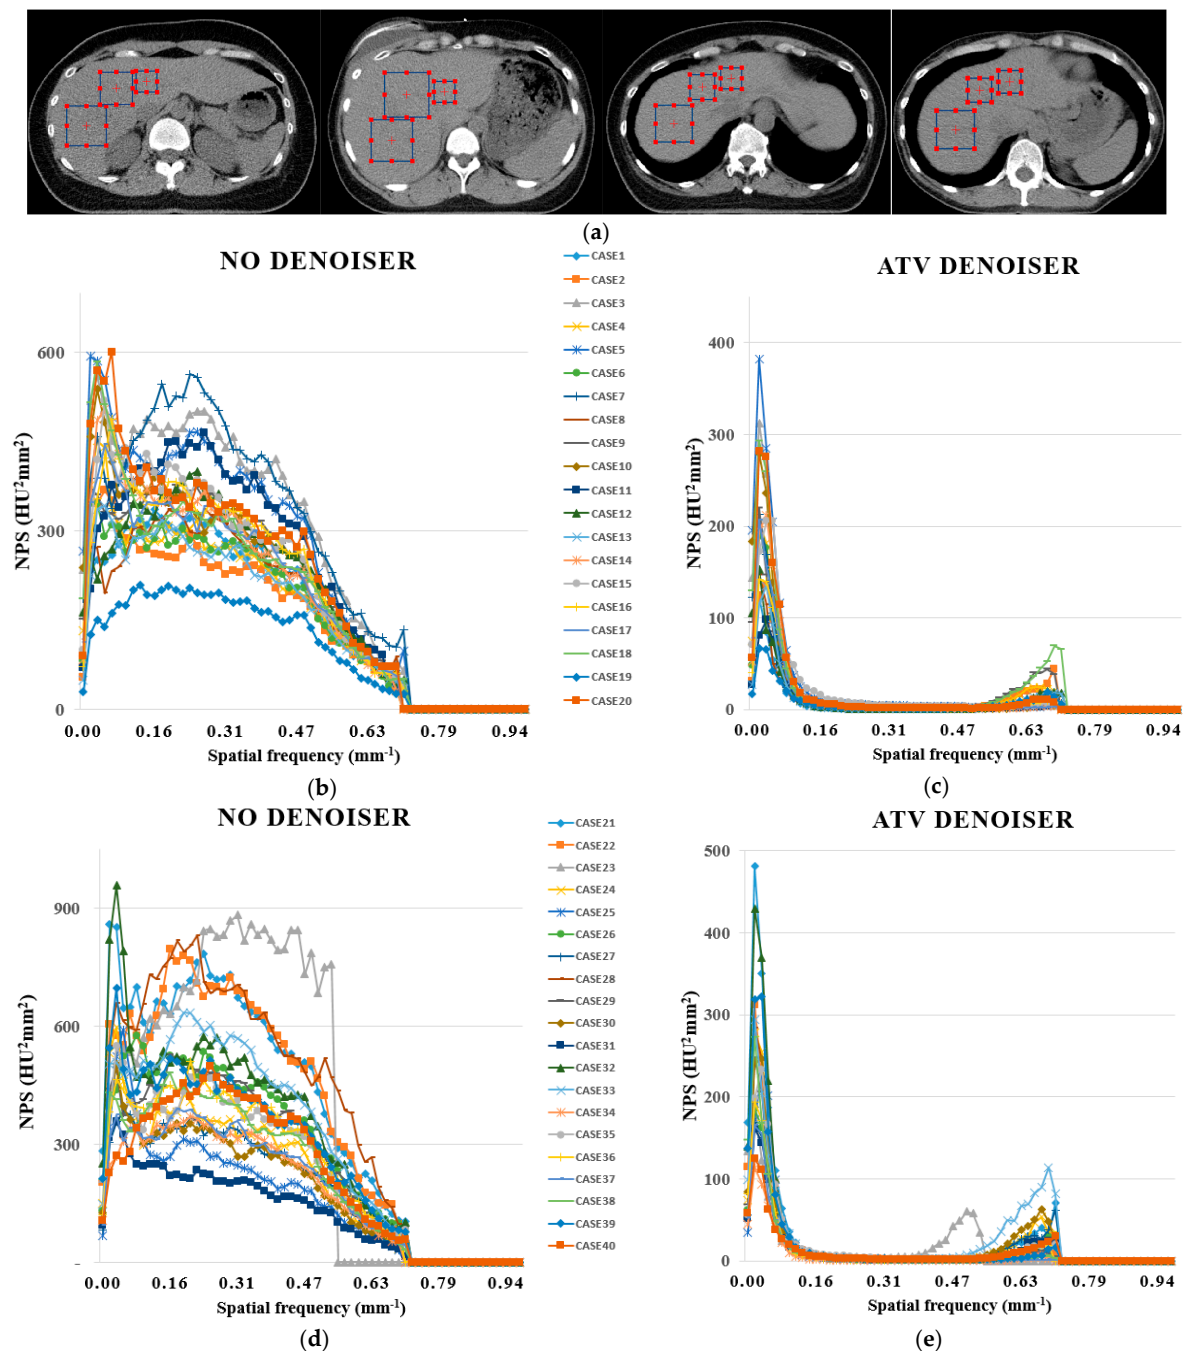 (a)
NO DENOISER
NPS (HU²mm²)
600
300
0
0.00 0.16 0.31 0.47 0.63 0.79 0.94
Spatial frequency (mm⁻¹)
(b)
CASE1
CASE2
CASE3
CASE4
CASE5
CASE6
CASE7
CASE8
CASE9
CASE10
CASE11
CASE12
CASE13
CASE14
CASE15
CASE16
CASE17
CASE18
CASE19
CASE20
ATV DENOISER
NPS (HU²mm²)
400
300
200
100
0
0.00 0.16 0.31 0.47 0.63 0.79 0.94
Spatial frequency (mm⁻¹)
(c)
NO DENOISER
NPS (HU²mm²)
900
600
300
-
0.00 0.16 0.31 0.47 0.63 0.79 0.94
Spatial frequency (mm⁻¹)
(d)
CASE21
CASE22
CASE23
CASE24
CASE25
CASE26
CASE27
CASE28
CASE29
CASE30
CASE31
CASE32
CASE33
CASE34
CASE35
CASE36
CASE37
CASE38
CASE39
CASE40
ATV DENOISER
NPS (HU²mm²)
500
400
300
200
100
0
0.00 0.16 0.31 0.47 0.63 0.79 0.94
Spatial frequency (mm⁻¹)
(e)